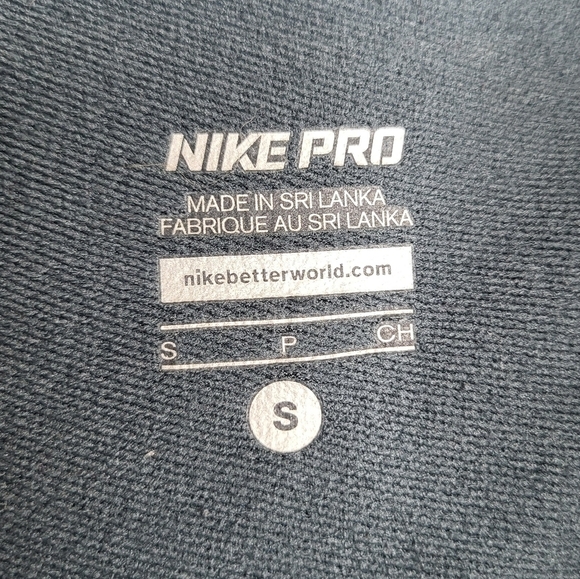 NIKE PRO
MADE IN SRI LANKA
FABRIQUE AU SRI LANKA
nikebetterworld.com
S P CH
S